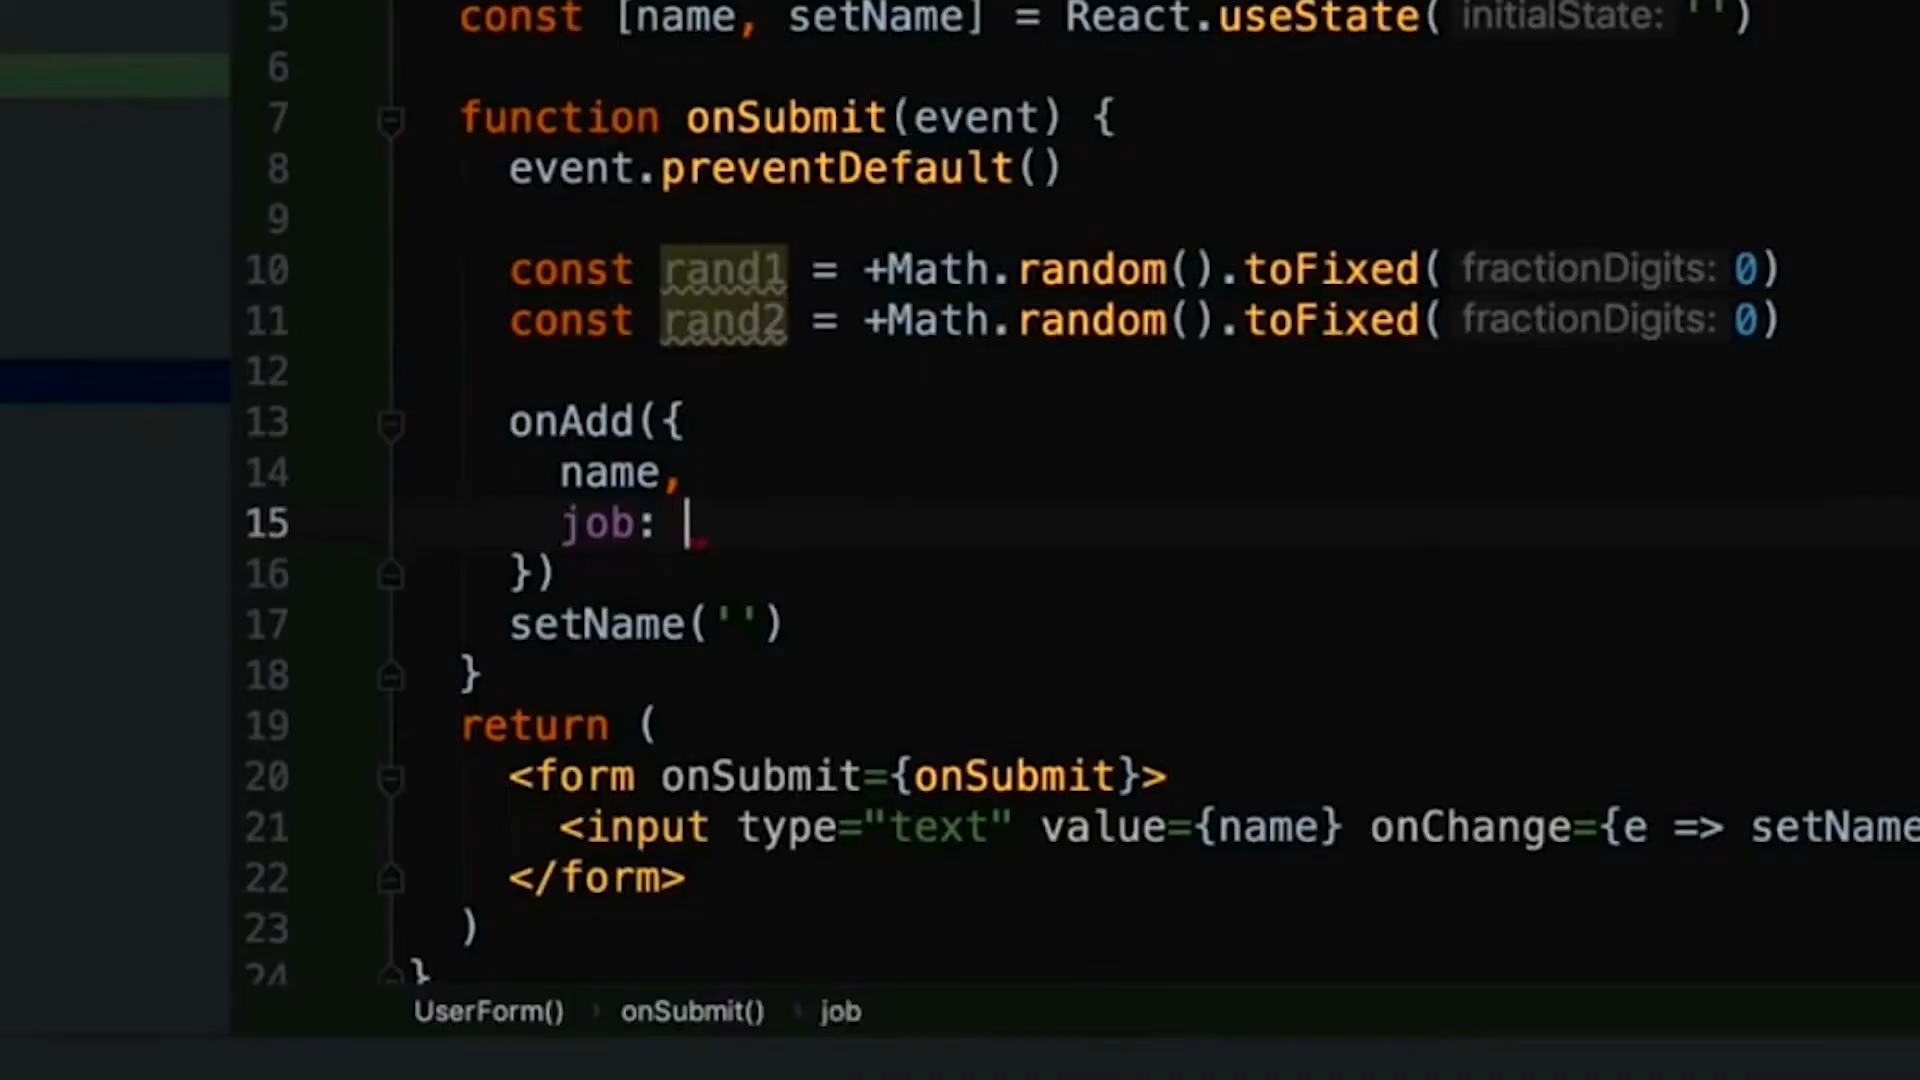 5 const [name, setName] = React.useState( initialState: '')
6
7 function onSubmit(event) {
8 event.preventDefault()
9
10 const rand1 = +Math.random().toFixed( fractionDigits: 0)
11 const rand2 = +Math.random().toFixed( fractionDigits: 0)
12
13 onAdd({
14 name,
15 job:
16 })
17 setName('')
18 }
19 return (
20 <form onSubmit={onSubmit}>
21 <input type="text" value={name} onChange={e => setName
22 </form>
23 )
24 }
UserForm() › onSubmit() › job